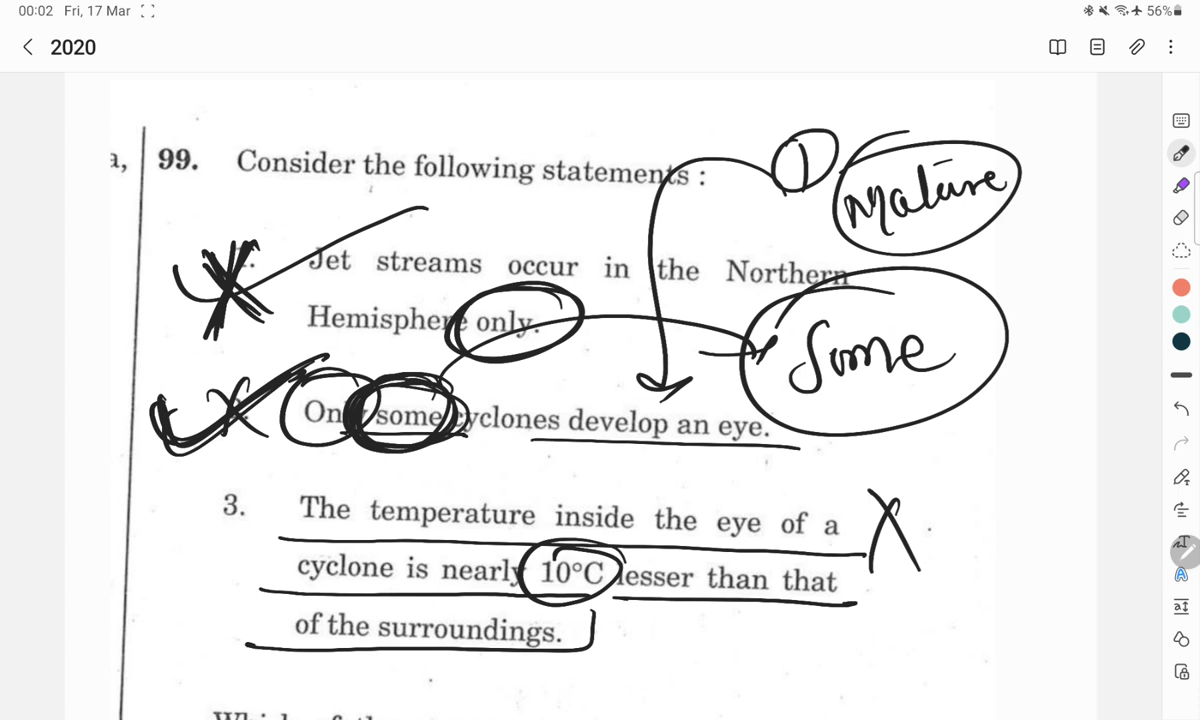 00:02 Fri, 17 Mar
56%
2020
a,
99. Consider the following statements :
①
Mature
Jet streams occur in the Northern
Hemisphere only.
Some
Only some cyclones develop an eye.
3. The temperature inside the eye of a
cyclone is nearly 10°C lesser than that
of the surroundings.